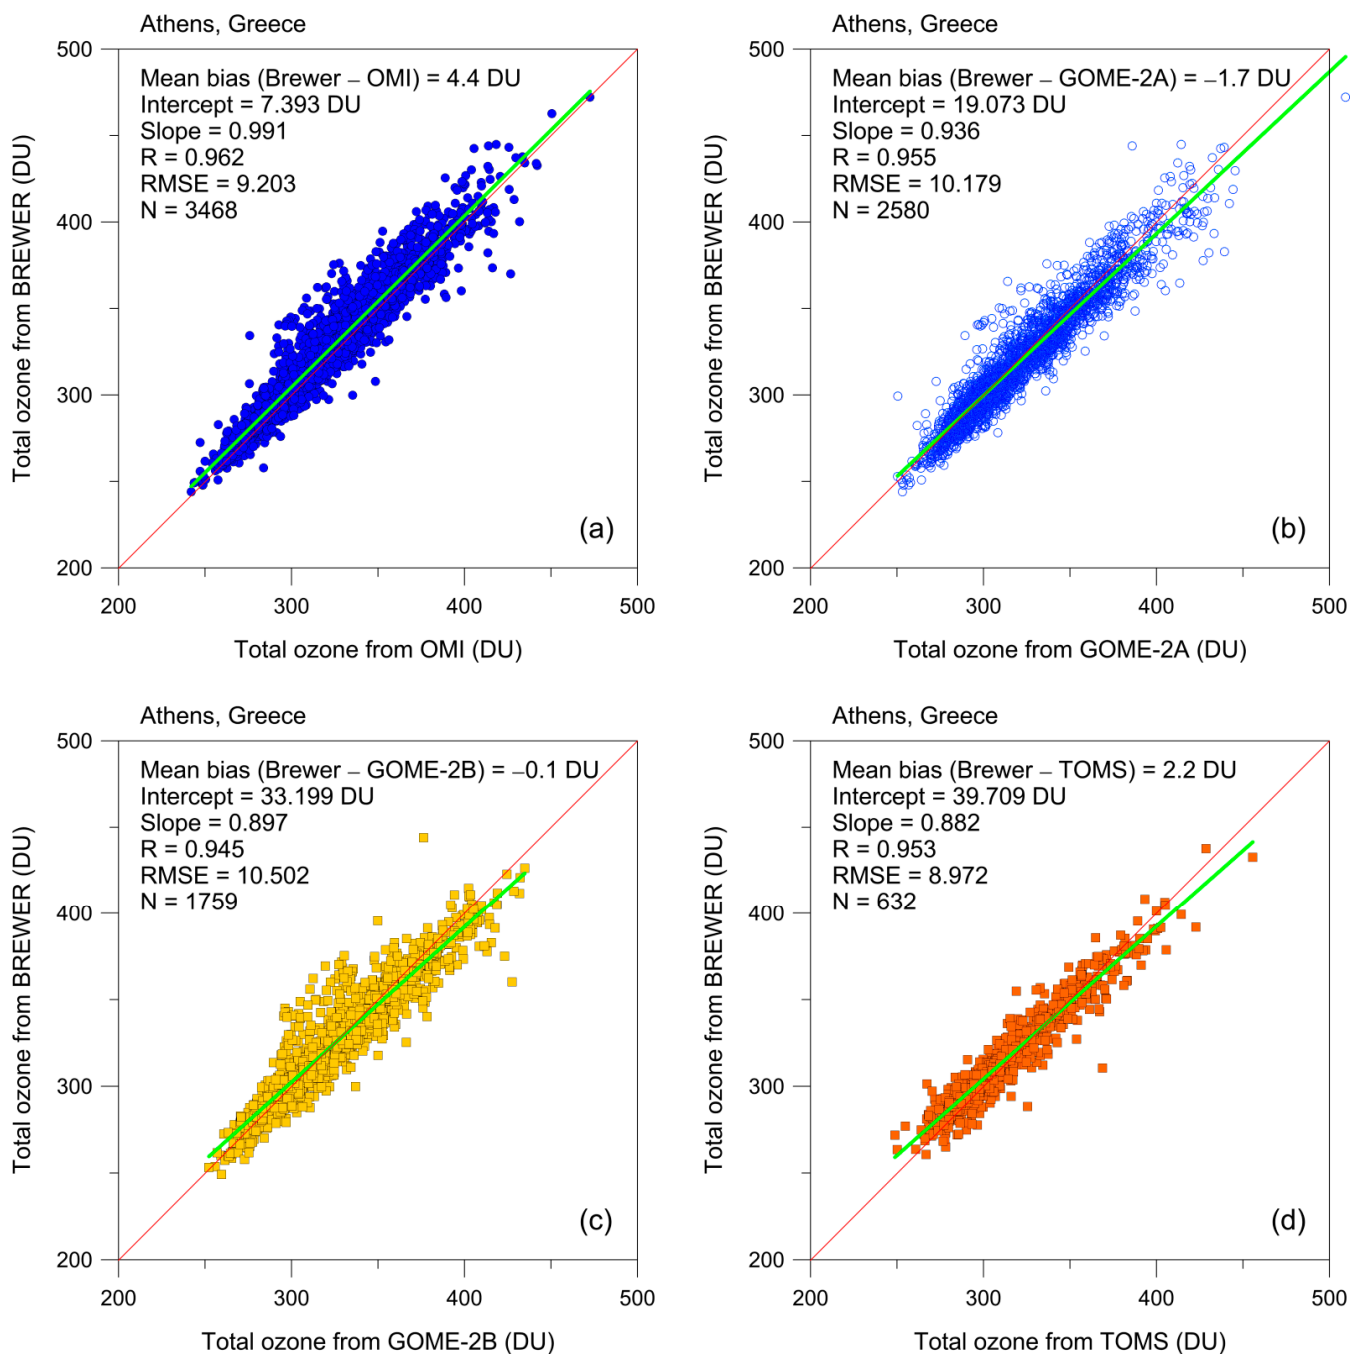 Athens, Greece
500
Mean bias (Brewer – OMI) = 4.4 DU
Intercept = 7.393 DU
Slope = 0.991
R = 0.962
RMSE = 9.203
N = 3468
400
300
200
Total ozone from BREWER (DU)
(a)
200
300
400
500
Total ozone from OMI (DU)
Athens, Greece
500
Mean bias (Brewer – GOME-2A) = –1.7 DU
Intercept = 19.073 DU
Slope = 0.936
R = 0.955
RMSE = 10.179
N = 2580
400
300
200
Total ozone from BREWER (DU)
(b)
200
300
400
500
Total ozone from GOME-2A (DU)
Athens, Greece
500
Mean bias (Brewer – GOME-2B) = –0.1 DU
Intercept = 33.199 DU
Slope = 0.897
R = 0.945
RMSE = 10.502
N = 1759
400
300
200
Total ozone from BREWER (DU)
(c)
200
300
400
500
Total ozone from GOME-2B (DU)
Athens, Greece
500
Mean bias (Brewer – TOMS) = 2.2 DU
Intercept = 39.709 DU
Slope = 0.882
R = 0.953
RMSE = 8.972
N = 632
400
300
200
Total ozone from BREWER (DU)
(d)
200
300
400
500
Total ozone from TOMS (DU)